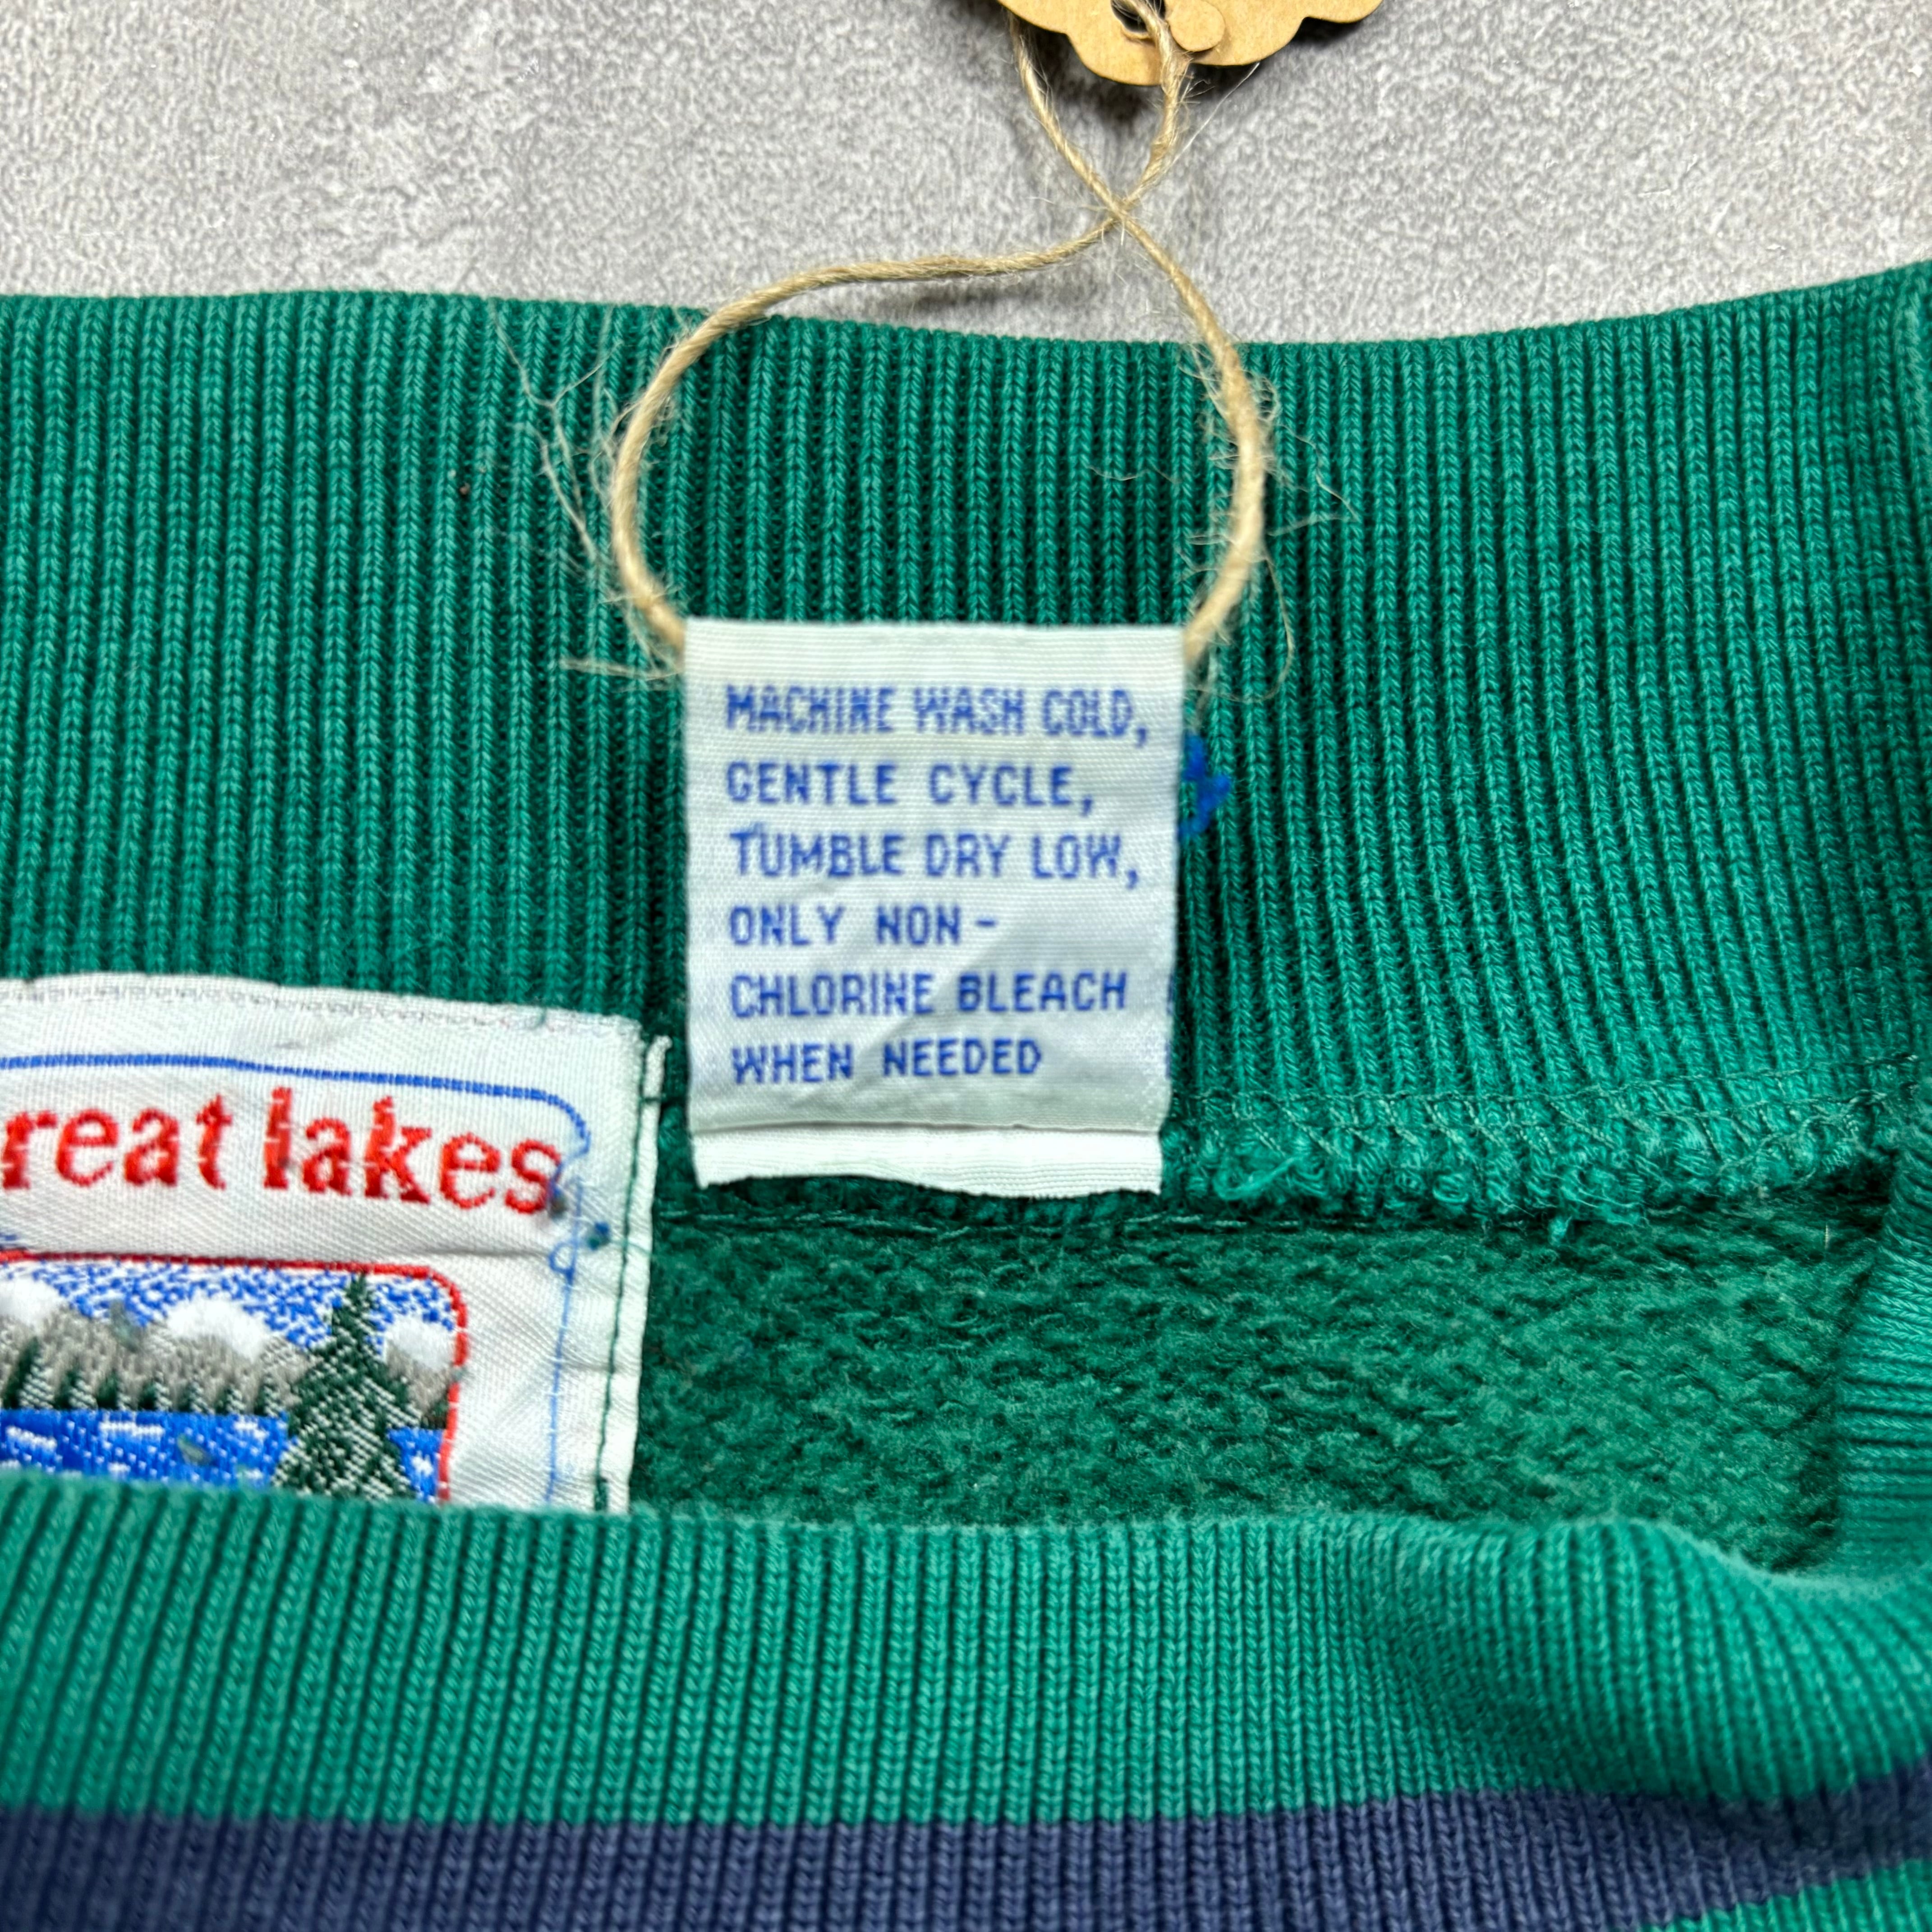 MACHINE WASH COLD,
GENTLE CYCLE,
TUMBLE DRY LOW,
ONLY NON-
CHLORINE BLEACH
WHEN NEEDED
reat lakes